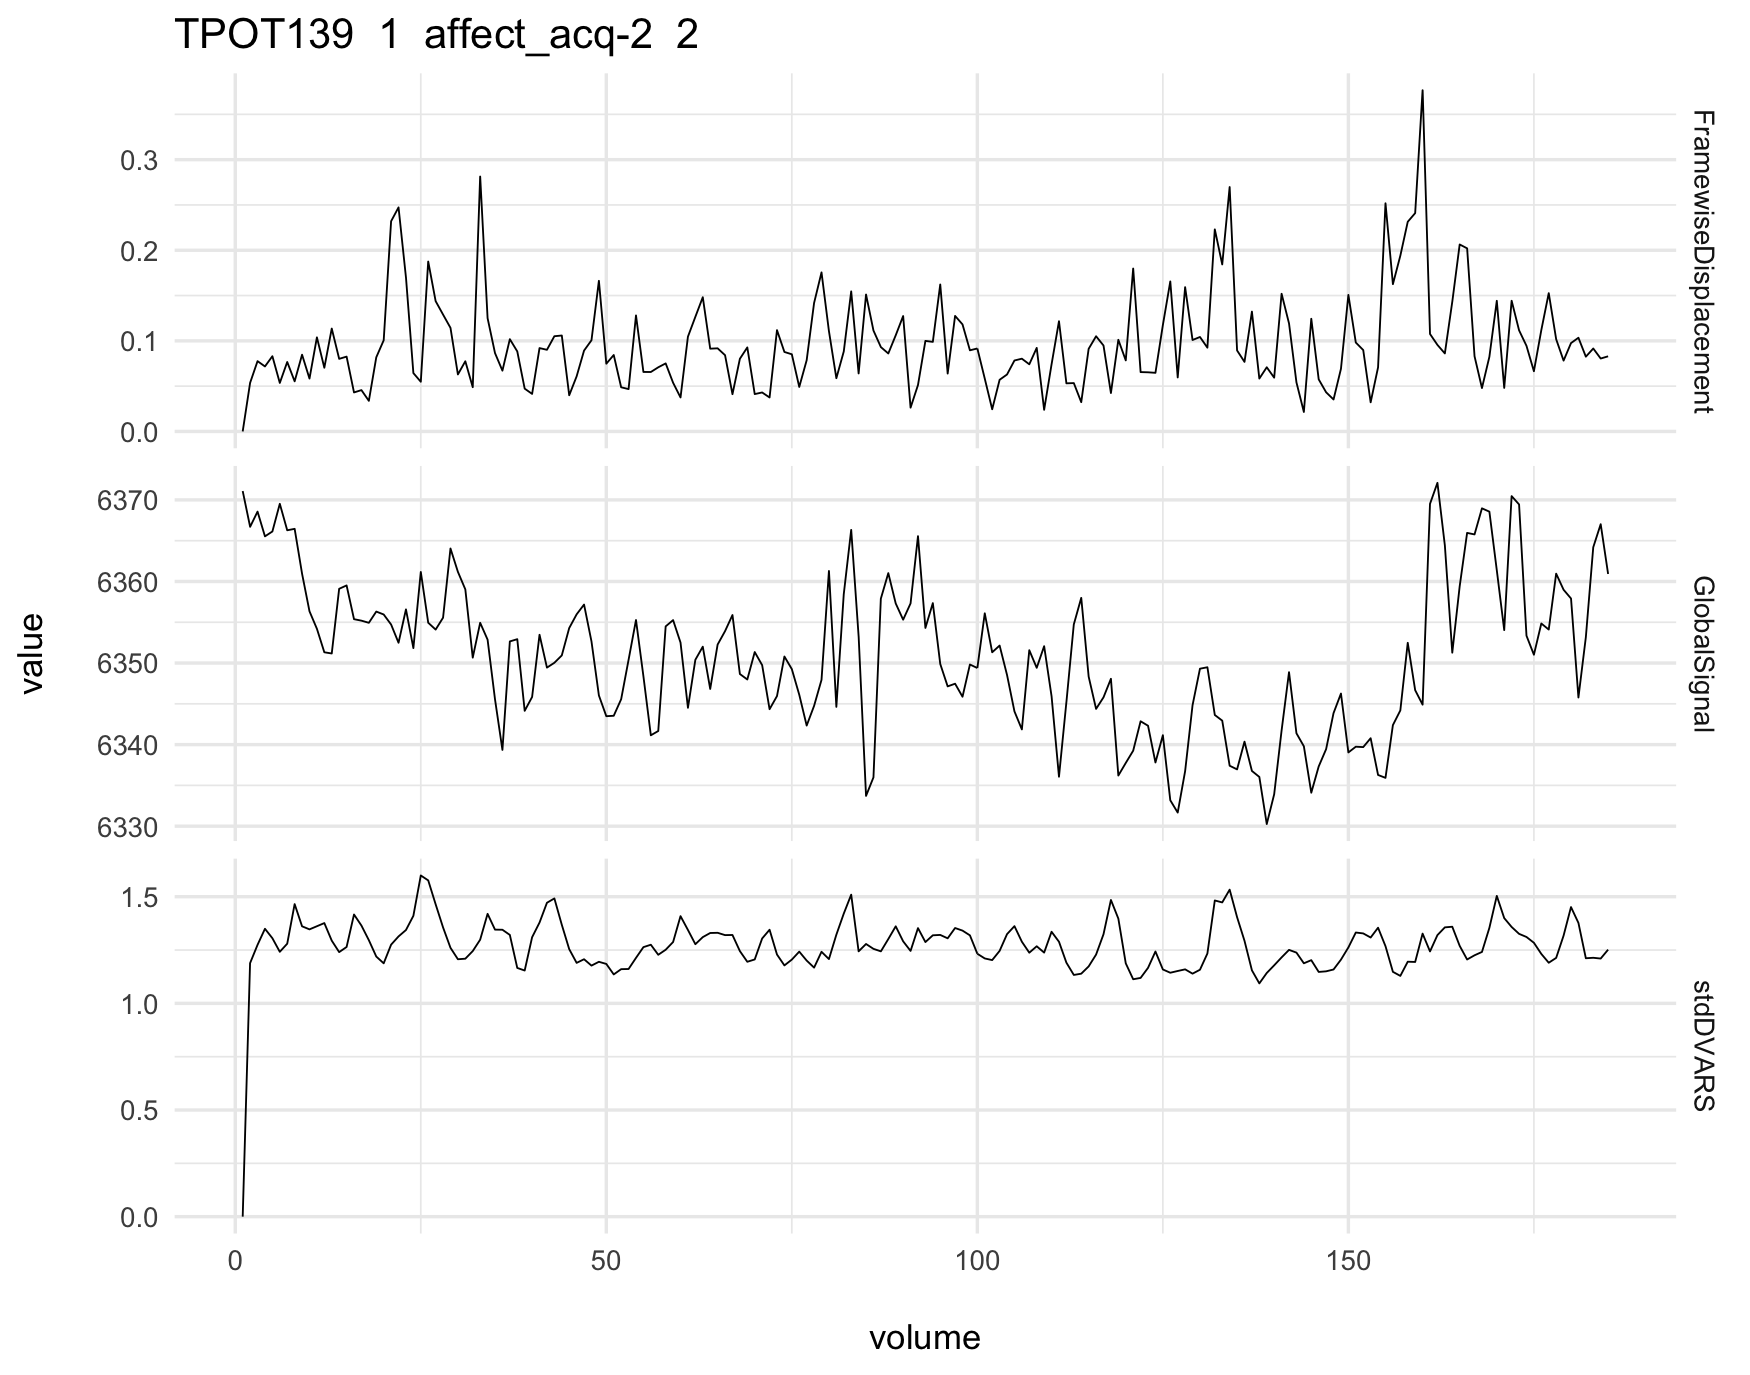 TPOT139 1 affect_acq-2 2
0.3
0.2
0.1
0.0
FramewiseDisplacement
6370
6360
6350
6340
6330
GlobalSignal
1.5
1.0
0.5
0.0
stdDVARS
value
0 50 100 150
volume